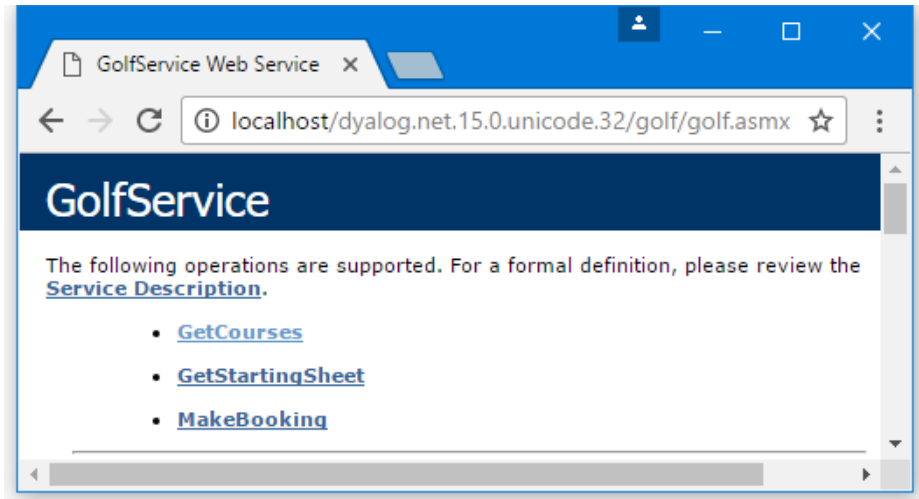 GolfService Web Service
localhost/dyalog.net.15.0.unicode.32/golf/golf.asmx
GolfService
The following operations are supported. For a formal definition, please review the
Service Description.
GetCourses
GetStartingSheet
MakeBooking